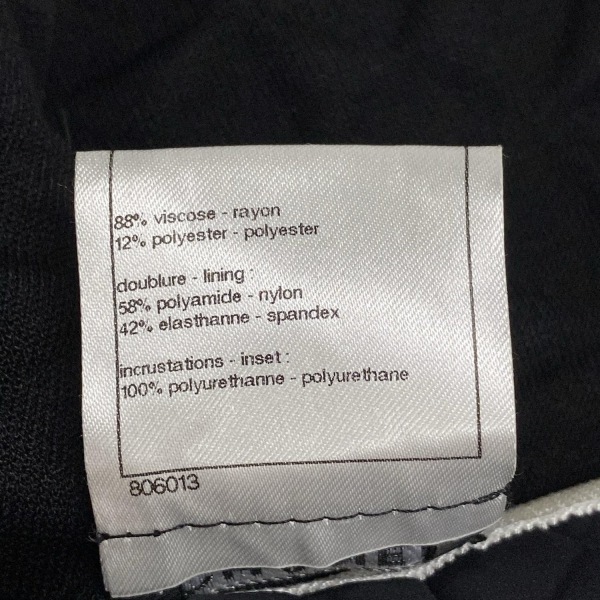 88% viscose - rayon
12% polyester - polyester
doublure - lining :
58% polyamide - nylon
42% elasthanne - spandex
incrustations - inset :
100% polyurethanne - polyurethane
806013